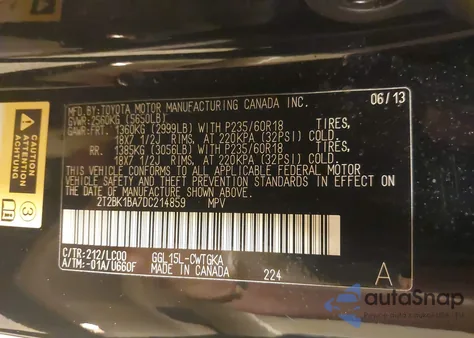 MFD. BY: TOYOTA MOTOR MANUFACTURING CANADA INC. 06/13
GVWR: 2560KG (5650LB)
GAWR: FRT. 1360KG (2999LB) WITH P235/60R18 TIRES,
18X7 1/2J RIMS, AT 220KPA (32PSI) COLD.
RR. 1385KG (3056LB) WITH P235/60R18 TIRES,
18X7 1/2J RIMS, AT 220KPA (32PSI) COLD.
THIS VEHICLE CONFORMS TO ALL APPLICABLE FEDERAL MOTOR
VEHICLE SAFETY AND THEFT PREVENTION STANDARDS IN EFFECT ON
THE DATE OF MANUFACTURE SHOWN ABOVE.
2T2BK1BA7DC214859 MPV
CAUTION
ACHTUNG
3
C/TR: 212/LC00 GGL15L-CWTGKA
A/TM: -01A/U660F MADE IN CANADA 224 A
autoSnap